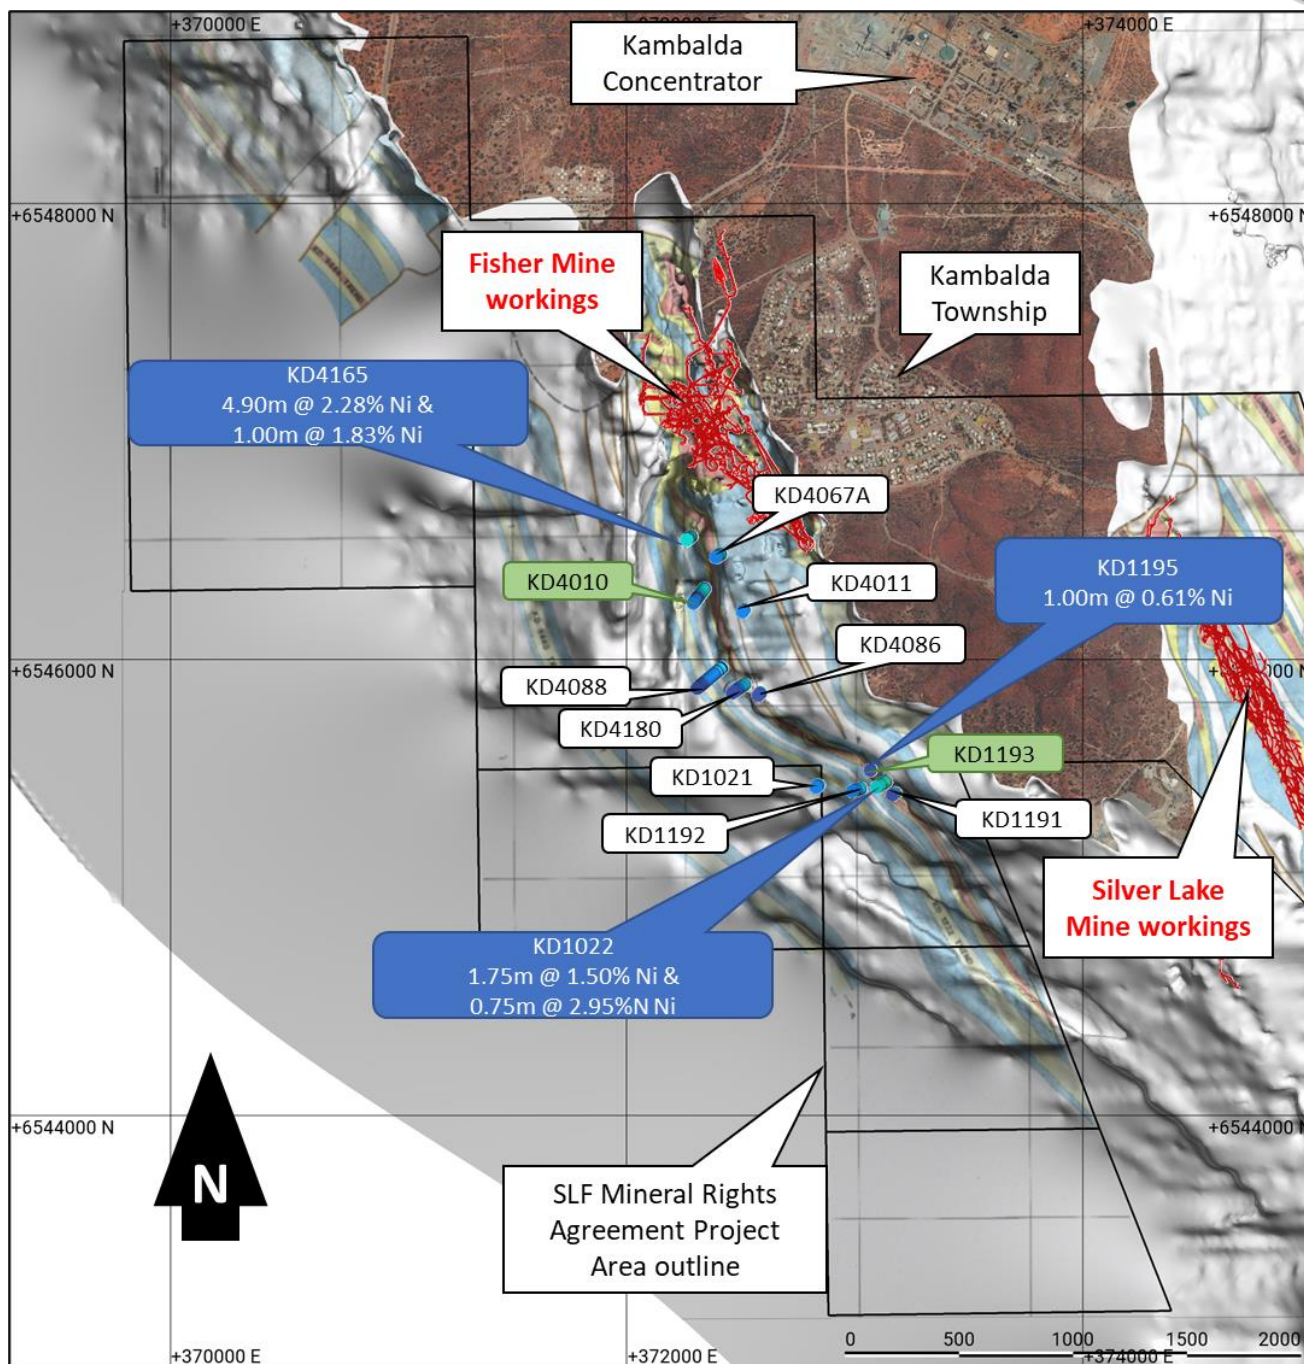 +370000 E
+374000 E
Kambalda
Concentrator
+6548000 N
+6548000 N
Fisher Mine
workings
Kambalda
Township
KD4165
4.90m @ 2.28% Ni &
1.00m @ 1.83% Ni
KD4067A
KD4010
KD4011
KD1195
1.00m @ 0.61% Ni
KD4086
+6546000 N
KD4088
KD4180
KD1193
KD1021
KD1191
KD1192
Silver Lake
Mine workings
KD1022
1.75m @ 1.50% Ni &
0.75m @ 2.95%N Ni
+6544000 N
+6544000 N
N
SLF Mineral Rights
Agreement Project
Area outline
0 500 1000 1500 2000
+370000 E
+372000 E
+374000 E